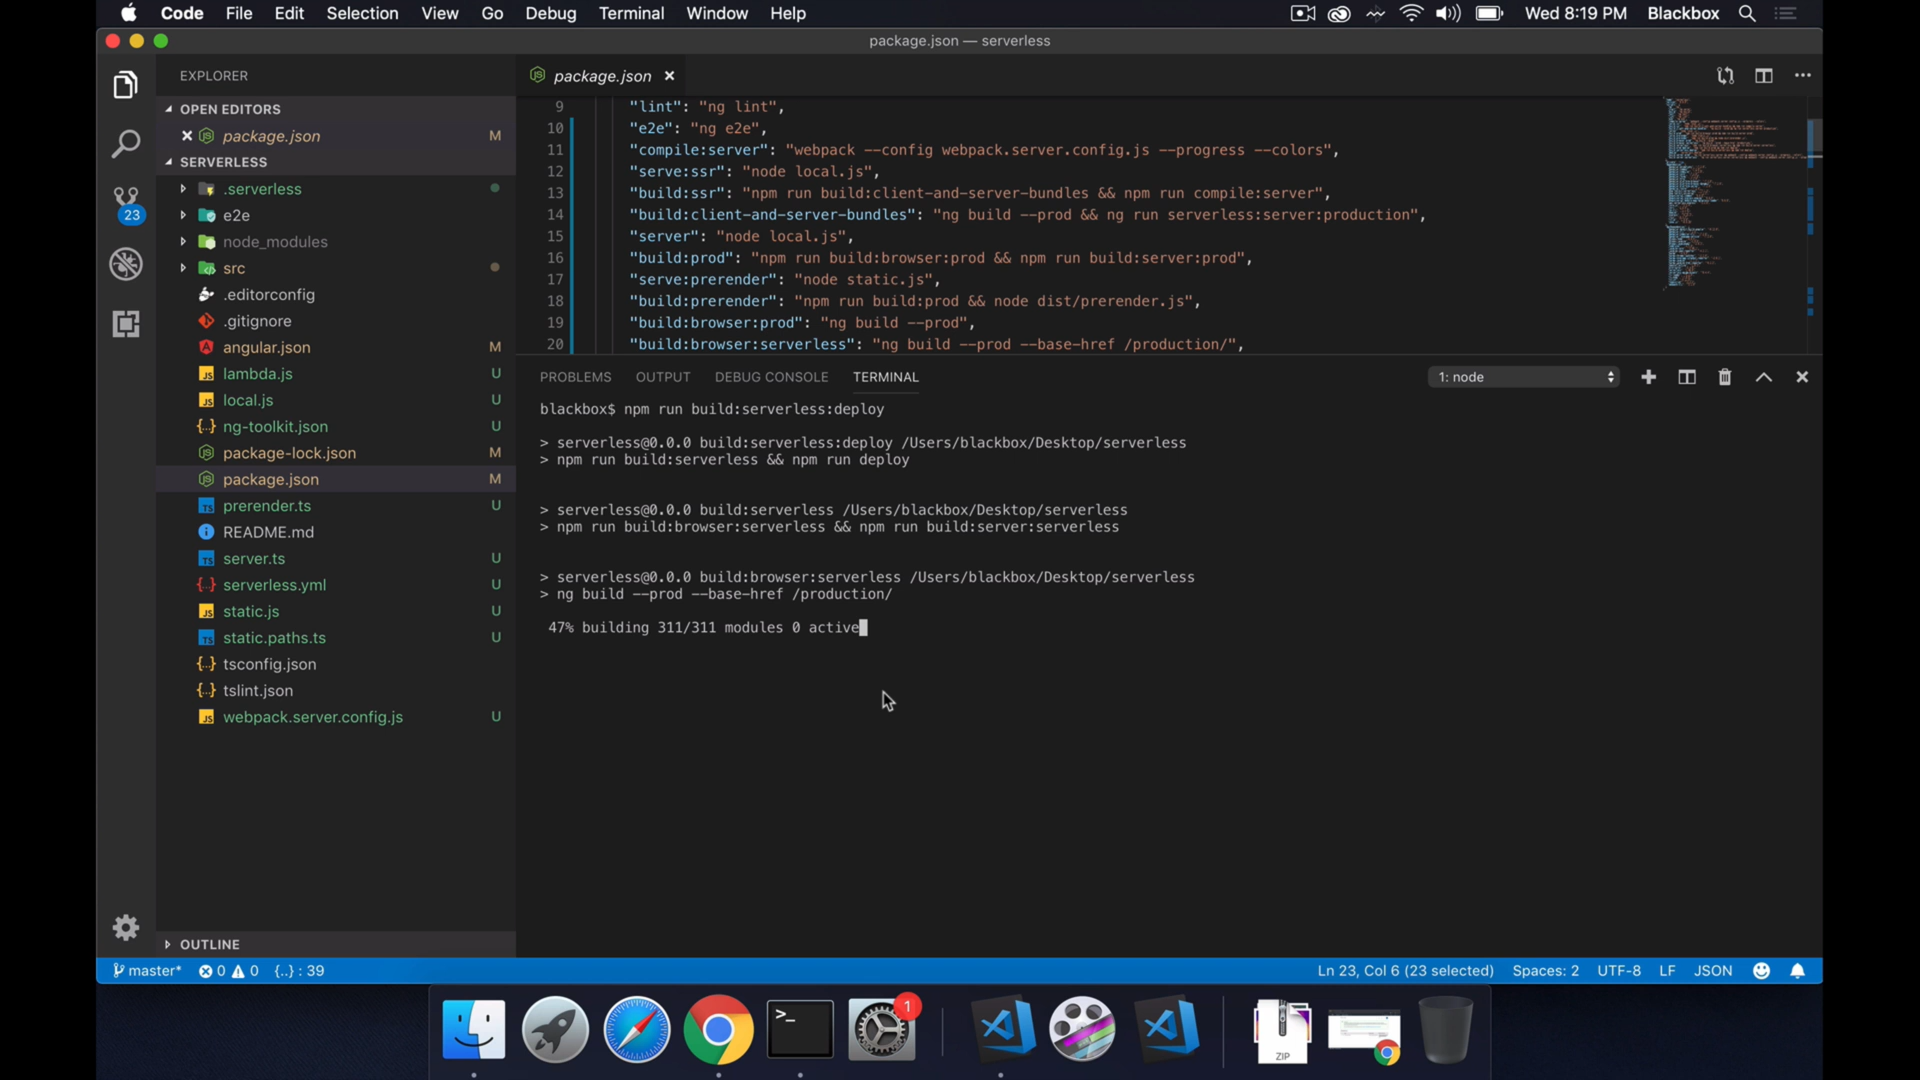 Code File Edit Selection View Go Debug Terminal Window Help Wed 8:19 PM Blackbox
package.json — serverless
EXPLORER
OPEN EDITORS
package.json M
SERVERLESS
.serverless
e2e
node_modules
src
.editorconfig
.gitignore
angular.json M
lambda.js U
local.js U
ng-toolkit.json U
package-lock.json M
package.json M
prerender.ts U
README.md
server.ts U
serverless.yml U
static.js U
static.paths.ts U
tsconfig.json
tslint.json
webpack.server.config.js U
OUTLINE
23
package.json
9 "lint": "ng lint",
10 "e2e": "ng e2e",
11 "compile:server": "webpack --config webpack.server.config.js --progress --colors",
12 "serve:ssr": "node local.js",
13 "build:ssr": "npm run build:client-and-server-bundles && npm run compile:server",
14 "build:client-and-server-bundles": "ng build --prod && ng run serverless:server:production",
15 "server": "node local.js",
16 "build:prod": "npm run build:browser:prod && npm run build:server:prod",
17 "serve:prerender": "node static.js",
18 "build:prerender": "npm run build:prod && node dist/prerender.js",
19 "build:browser:prod": "ng build --prod",
20 "build:browser:serverless": "ng build --prod --base-href /production/",
PROBLEMS OUTPUT DEBUG CONSOLE TERMINAL 1: node
blackbox$ npm run build:serverless:deploy
> serverless@0.0.0 build:serverless:deploy /Users/blackbox/Desktop/serverless
> npm run build:serverless && npm run deploy
> serverless@0.0.0 build:serverless /Users/blackbox/Desktop/serverless
> npm run build:browser:serverless && npm run build:server:serverless
> serverless@0.0.0 build:browser:serverless /Users/blackbox/Desktop/serverless
> ng build --prod --base-href /production/
47% building 311/311 modules 0 active
master* 0 0 {..} : 39 Ln 23, Col 6 (23 selected) Spaces: 2 UTF-8 LF JSON
>_
1
ZIP